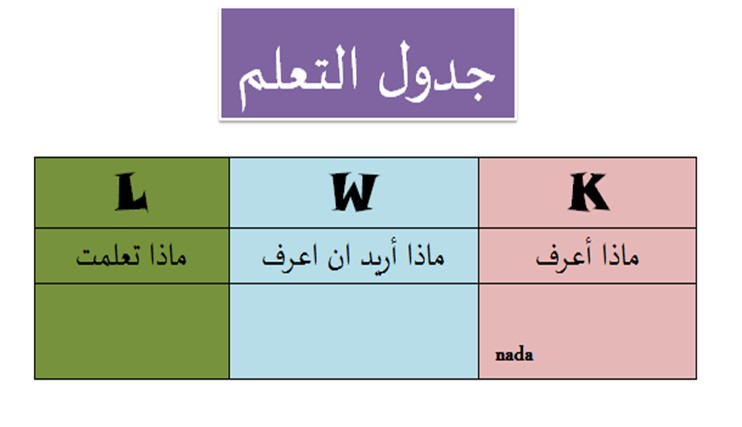 جدول التعلم
K W L
ماذا أعرف ماذا أريد ان اعرف ماذا تعلمت
nada